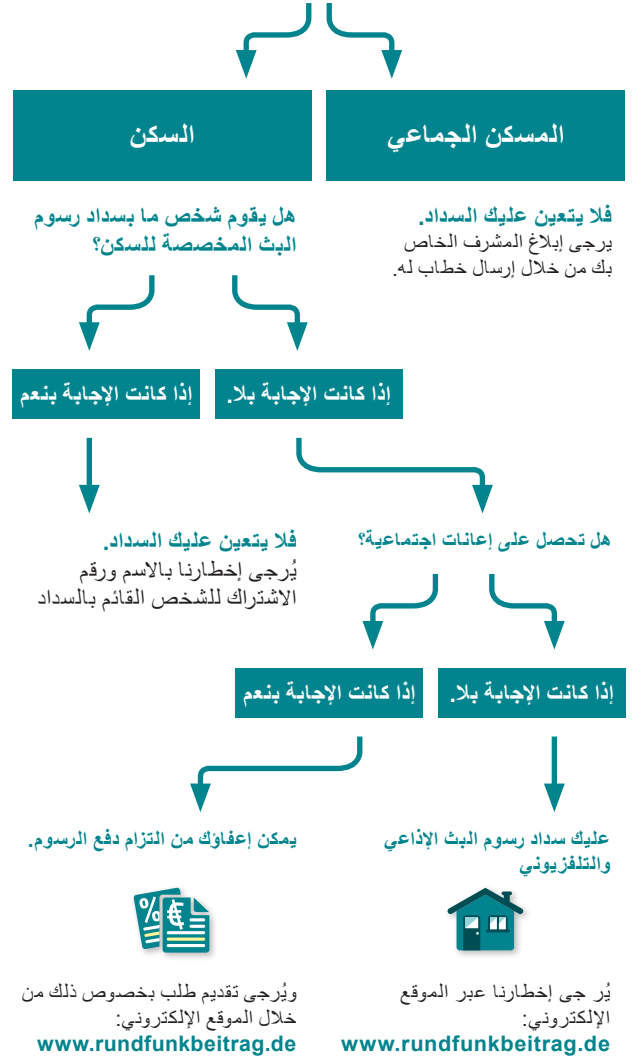 المسكن الجماعي
السكن
فلا يتعين عليك السداد.
يرجى إبلاغ المشرف الخاص
بك من خلال إرسال خطاب له.
هل يقوم شخص ما بسداد رسوم
البث المخصصة للسكن؟
إذا كانت الإجابة بلا.
إذا كانت الإجابة بنعم
هل تحصل على إعانات اجتماعية؟
فلا يتعين عليك السداد.
يُرجى إخطارنا بالاسم ورقم
الاشتراك للشخص القائم بالسداد
إذا كانت الإجابة بلا.
إذا كانت الإجابة بنعم
عليك سداد رسوم البث الإذاعي
والتلفزيوني
يُر جى إخطارنا عبر الموقع
الإلكتروني:
www.rundfunkbeitrag.de
يمكن إعفاؤك من التزام دفع الرسوم.
% €
ويُرجى تقديم طلب بخصوص ذلك من
خلال الموقع الإلكتروني:
www.rundfunkbeitrag.de